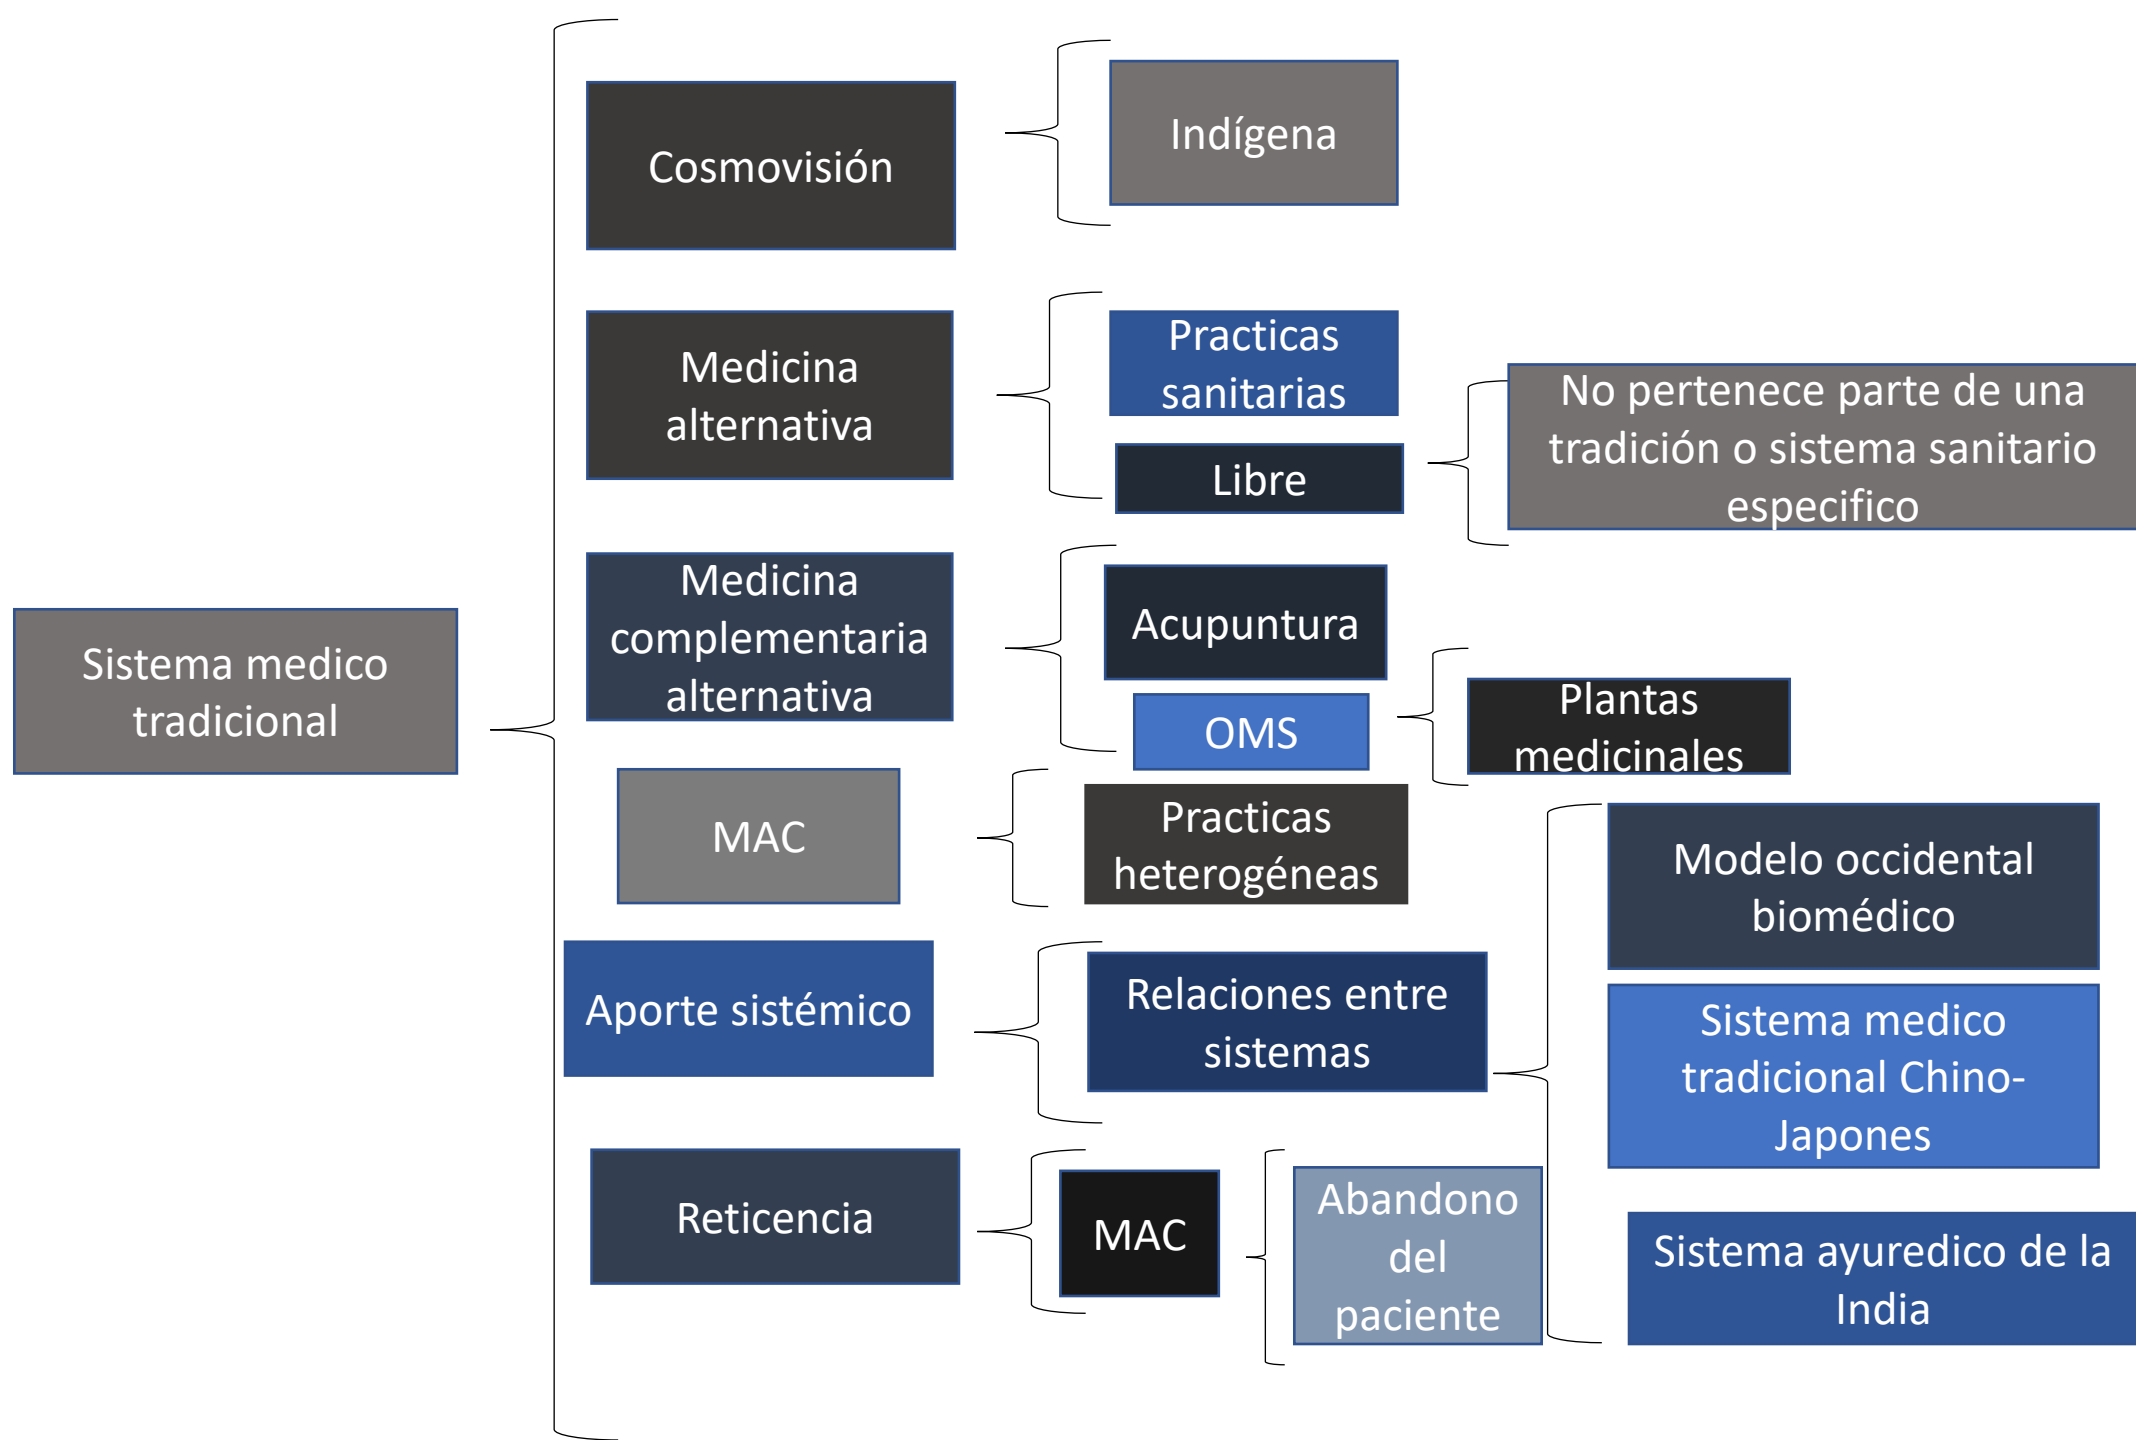 Sistema medico
tradicional
Cosmovisión
Indígena
Medicina
alternativa
Practicas
sanitarias
Libre
No pertenece parte de una
tradición o sistema sanitario
especifico
Medicina
complementaria
alternativa
Acupuntura
OMS
Plantas
medicinales
MAC
Practicas
heterogéneas
Aporte sistémico
Relaciones entre
sistemas
Modelo occidental
biomédico
Sistema medico
tradicional Chino-
Japones
Sistema ayuredico de la
India
Reticencia
MAC
Abandono
del
paciente